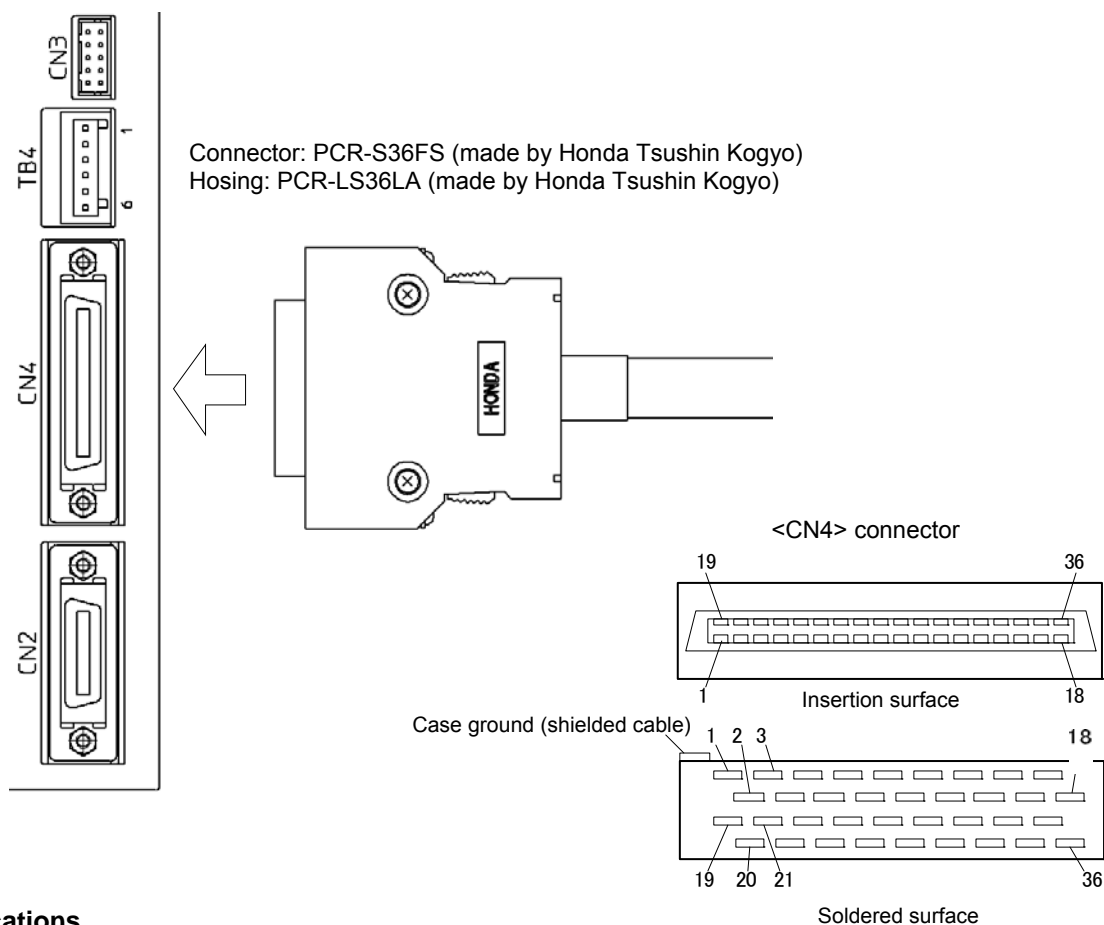 CN3
TB4
1
6
Connector: PCR-S36FS (made by Honda Tsushin Kogyo)
Hosing: PCR-LS36LA (made by Honda Tsushin Kogyo)
CN4
HONDA
CN2
<CN4> connector
19 36
1 18
Insertion surface
Case ground (shielded cable)
1 2 3 18
19 20 21 36
Soldered surface